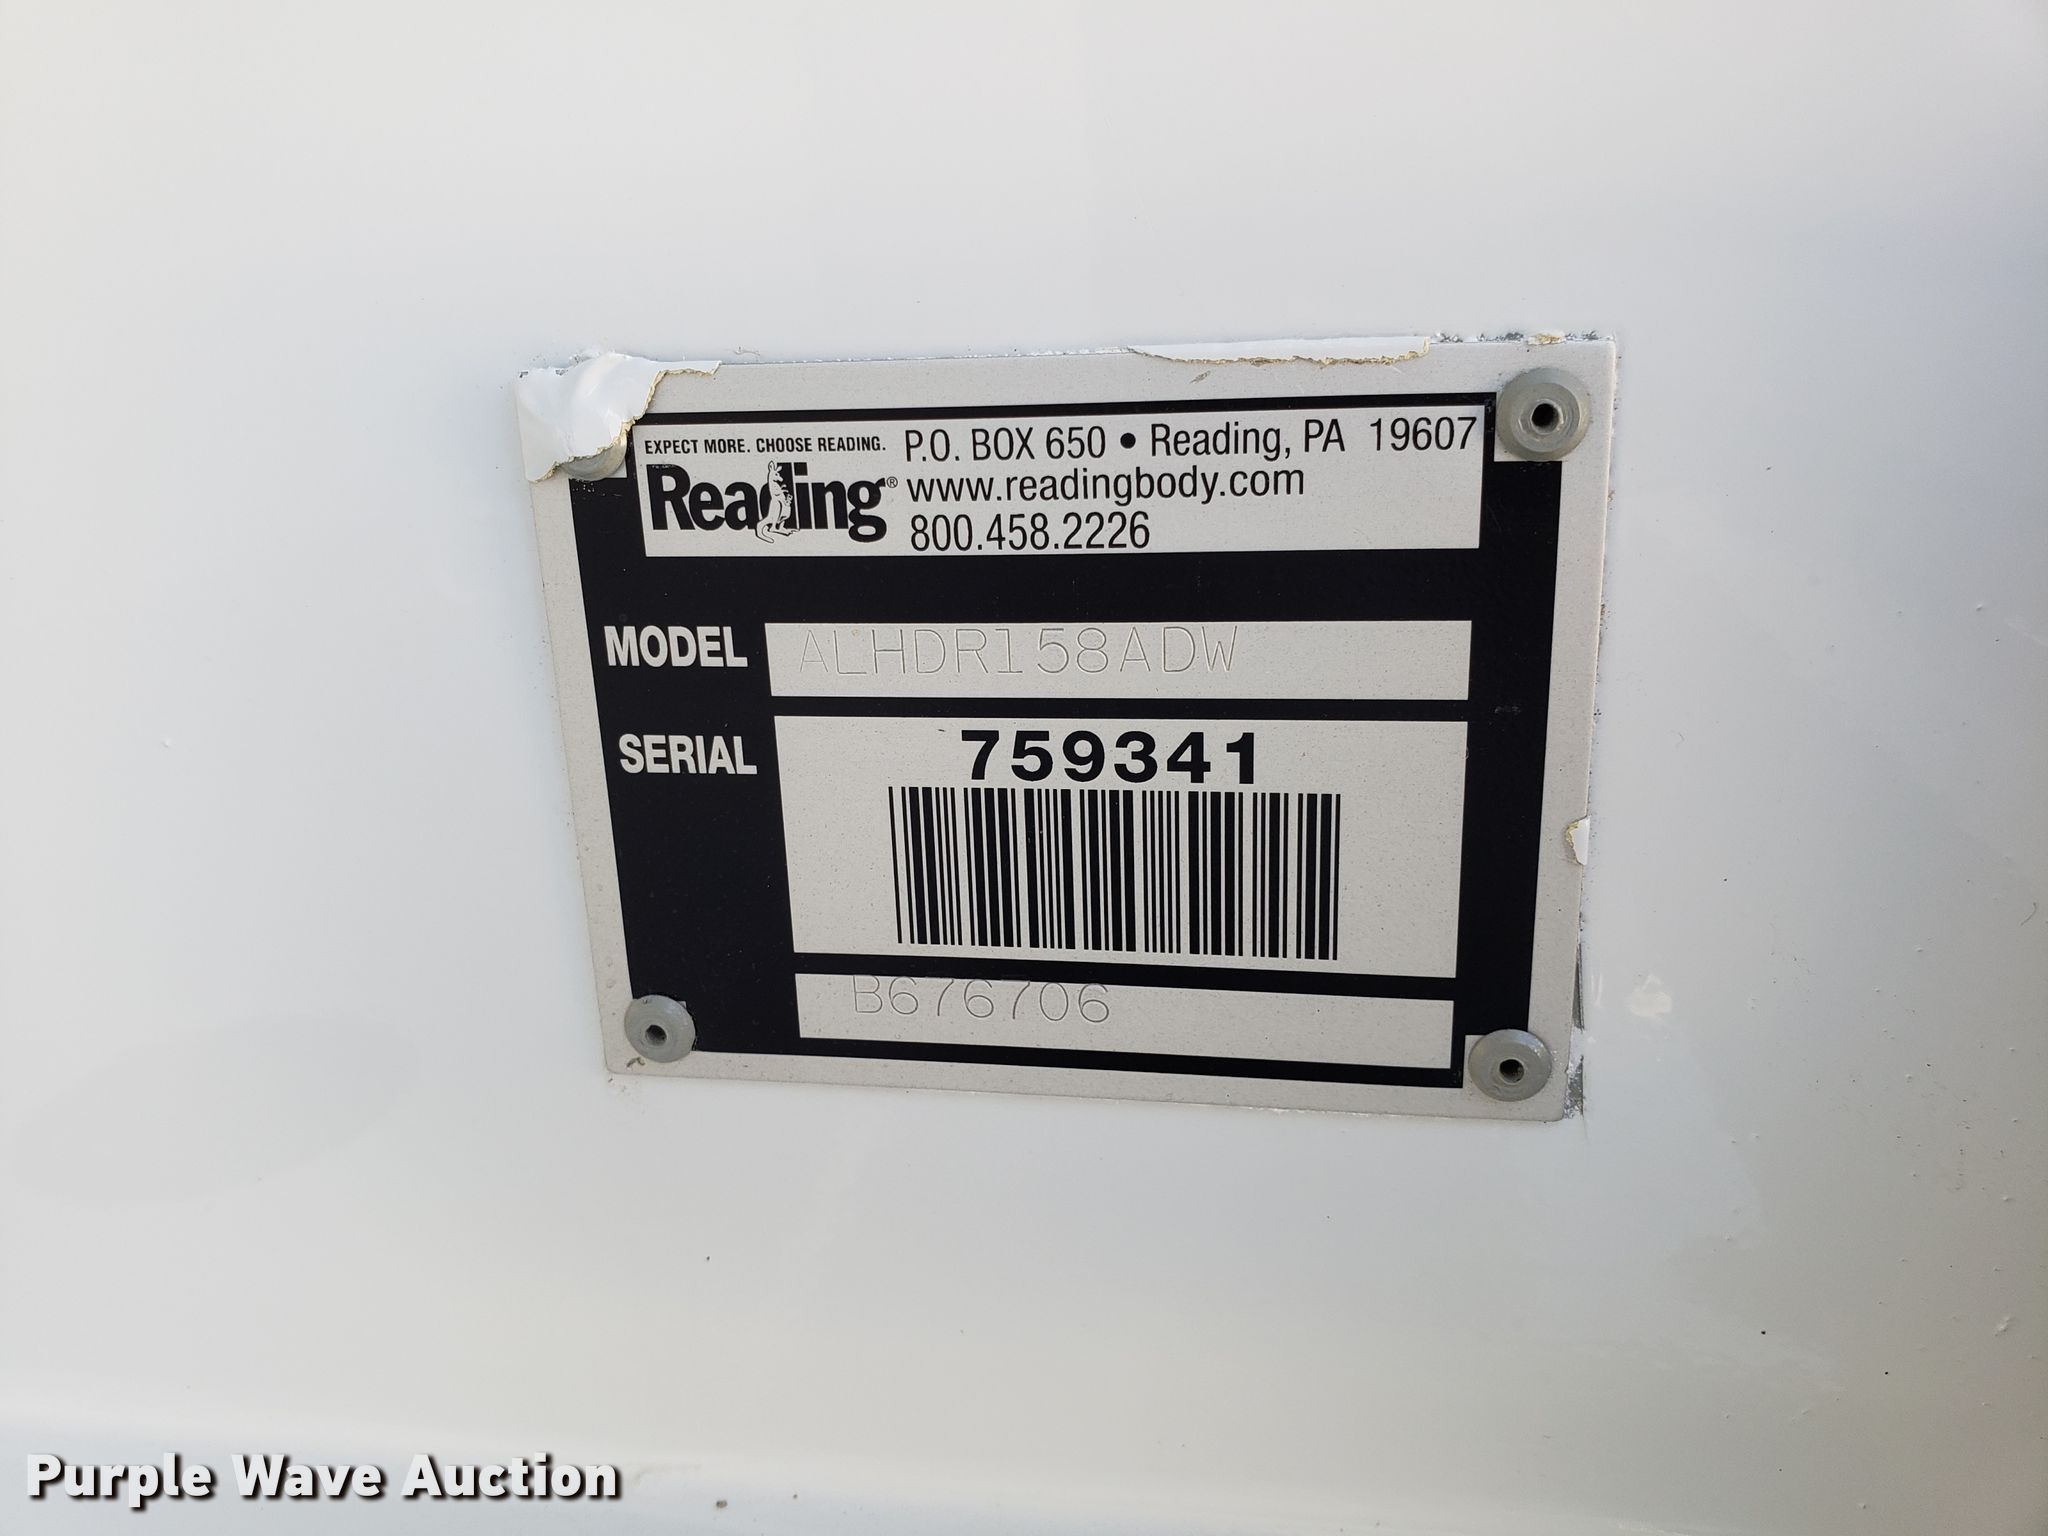 EXPECT MORE. CHOOSE READING.
Reading®
P.O. BOX 650 • Reading, PA 19607
www.readingbody.com
800.458.2226
MODEL ALHDR158ADW
SERIAL 759341
B676706
Purple Wave Auction